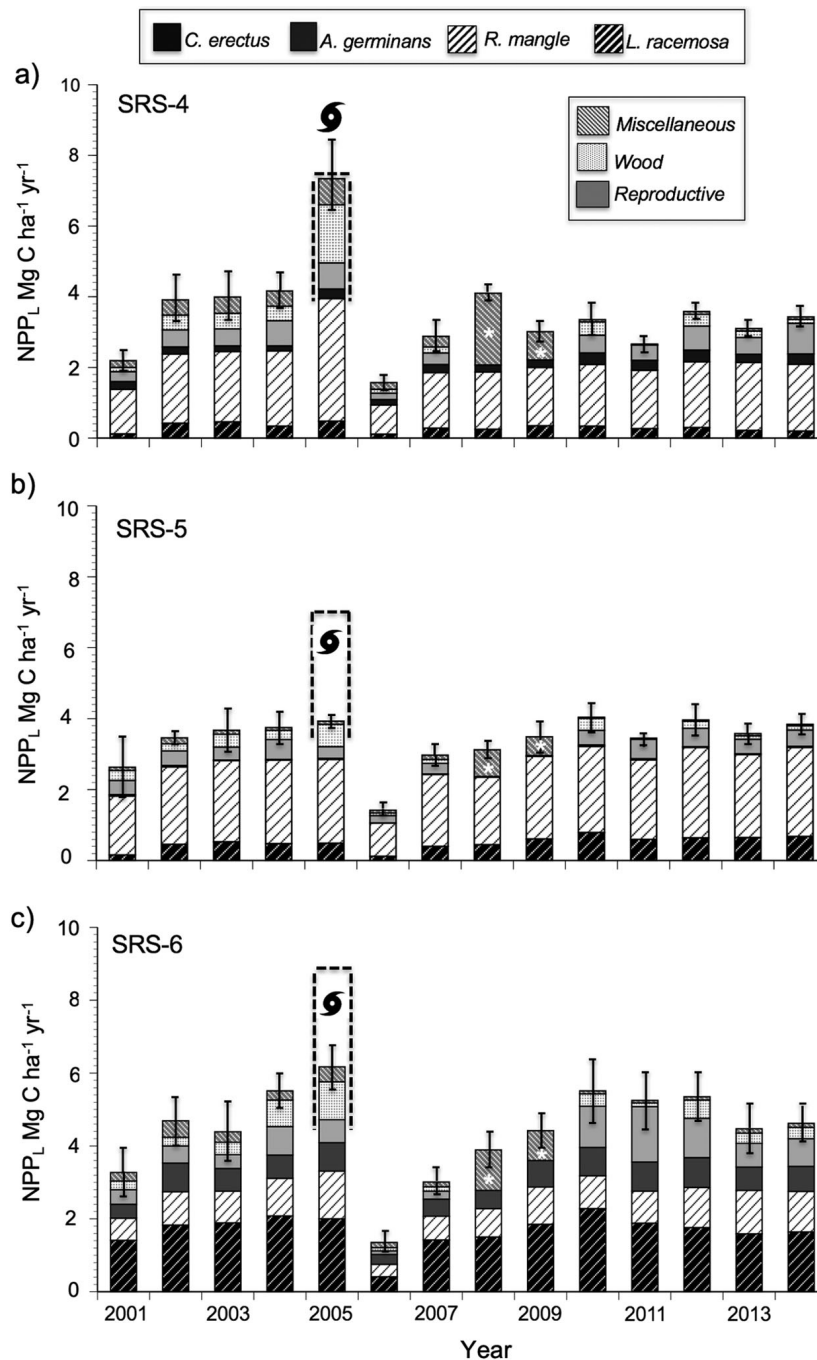 C. erectus A. germinans R. mangle L. racemosa
a)
SRS-4
Miscellaneous
Wood
Reproductive
NPPL Mg C ha-1 yr-1
10
8
6
4
2
0
b)
SRS-5
NPPL Mg C ha-1 yr-1
10
8
6
4
2
0
c)
SRS-6
NPPL Mg C ha-1 yr-1
10
8
6
4
2
0
2001 2003 2005 2007 2009 2011 2013
Year